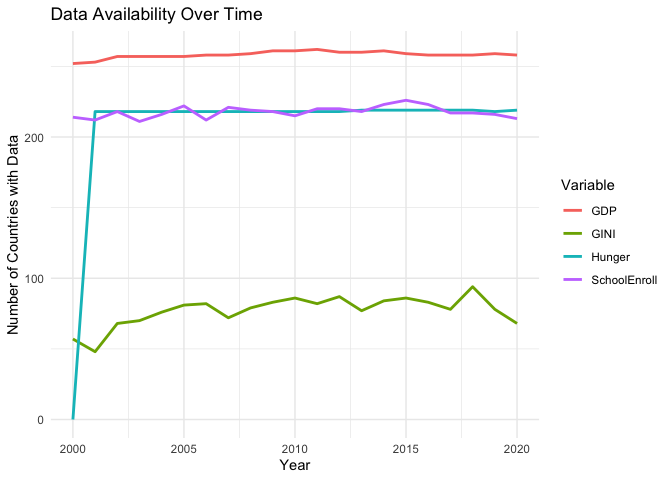 Data Availability Over Time
Number of Countries with Data
200
100
0
2000 2005 2010 2015 2020
Year
Variable
GDP
GINI
Hunger
SchoolEnroll